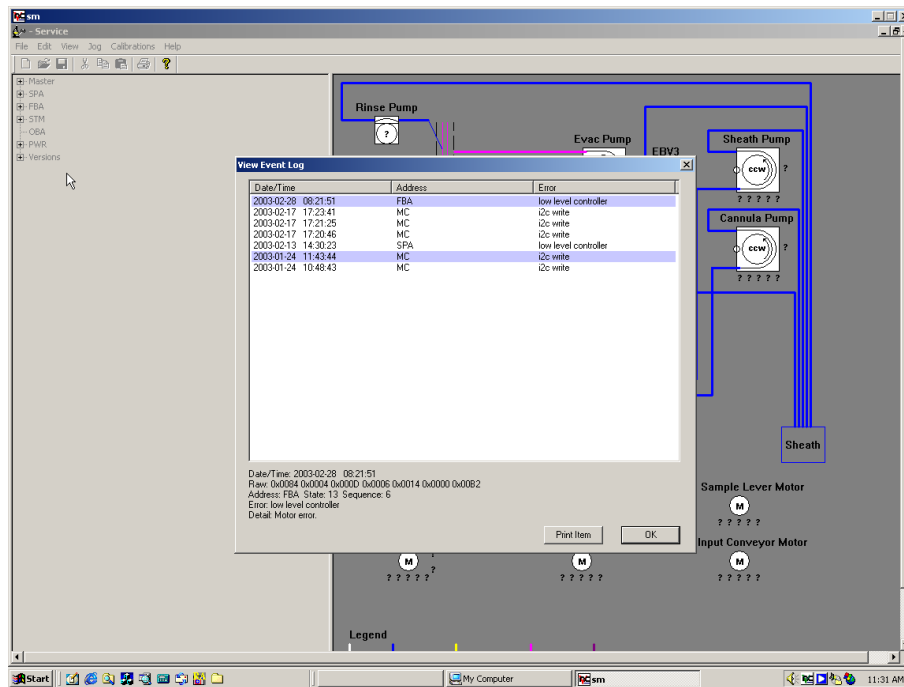 sm
- Service
File Edit View Jog Calibrations Help
Master
SPA
FBA
STM
OBA
PWR
Versions
Rinse Pump
?
Evac Pump
EBV3
Sheath Pump
ccw
?
? ? ? ? ?
Cannula Pump
ccw
?
? ? ? ? ?
View Event Log
Date/Time Address Error
2003-02-28 08:21:51 FBA low level controller
2003-02-17 17:23:41 MC i2c write
2003-02-17 17:21:25 MC i2c write
2003-02-17 17:20:46 MC i2c write
2003-02-13 14:30:23 SPA low level controller
2003-01-24 11:43:44 MC i2c write
2003-01-24 10:48:43 MC i2c write
Date/Time: 2003-02-28 08:21:51
Raw: 0x0084 0x0004 0x000D 0x0006 0x0014 0x0000 0x00B2
Address: FBA State: 13 Sequence: 6
Error: low level controller
Detail: Motor error.
Print Item OK
Sheath
Sample Lever Motor
M
? ? ? ? ?
Input Conveyor Motor
M
? ? ? ? ?
M
?
? ? ? ? ?
M
? ? ? ? ?
Legend
Start
My Computer
sm
11:31 AM